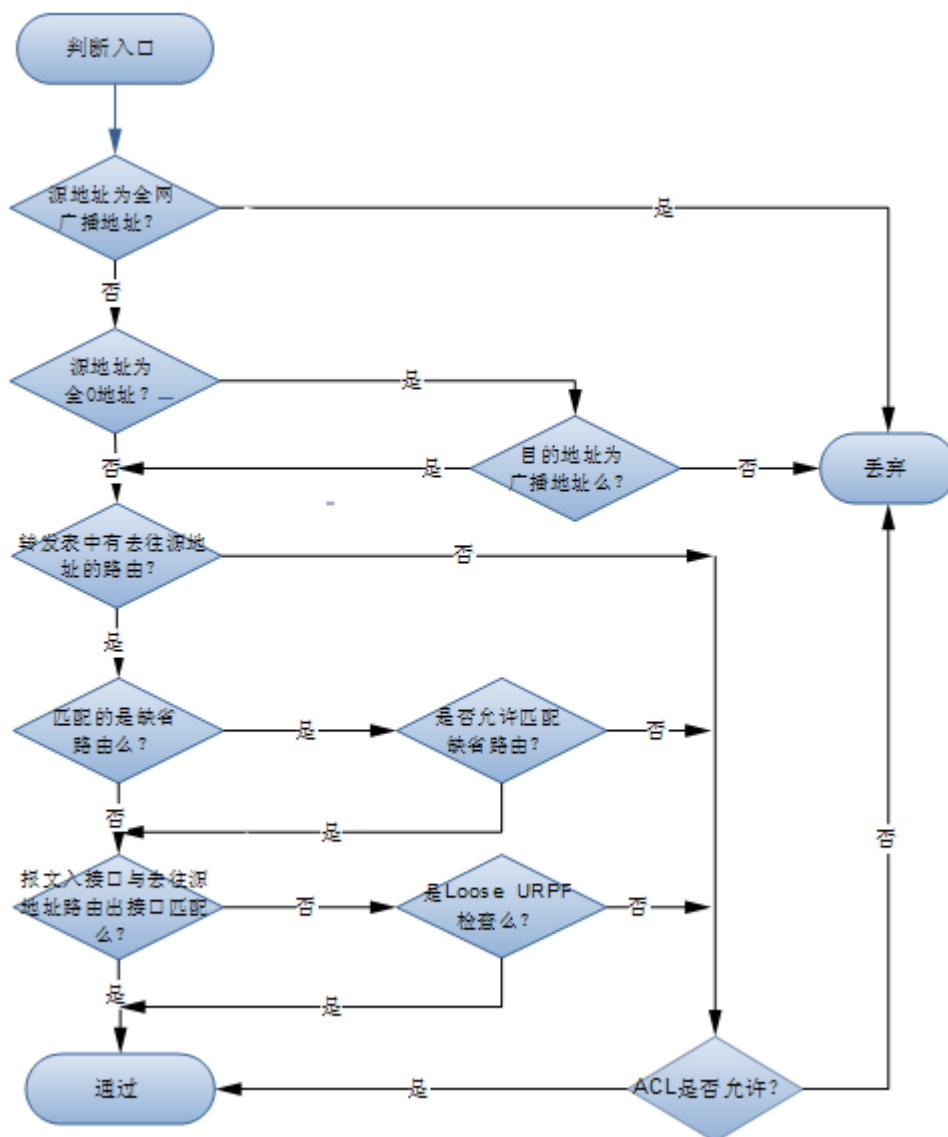 判断入口
源地址为全网
广播地址?
是
否
源地址为
全0地址?
是
目的地址为
广播地址么?
是
否
丢弃
否
转发表中有去往源地
址的路由?
否
是
匹配的是缺省
路由么?
是
是否允许匹配
缺省路由?
否
否
是
报文入接口与去往源
地址路由出接口匹配
么?
否
是Loose URPF
检查么?
否
否
是
是
通过
是
ACL是否允许?